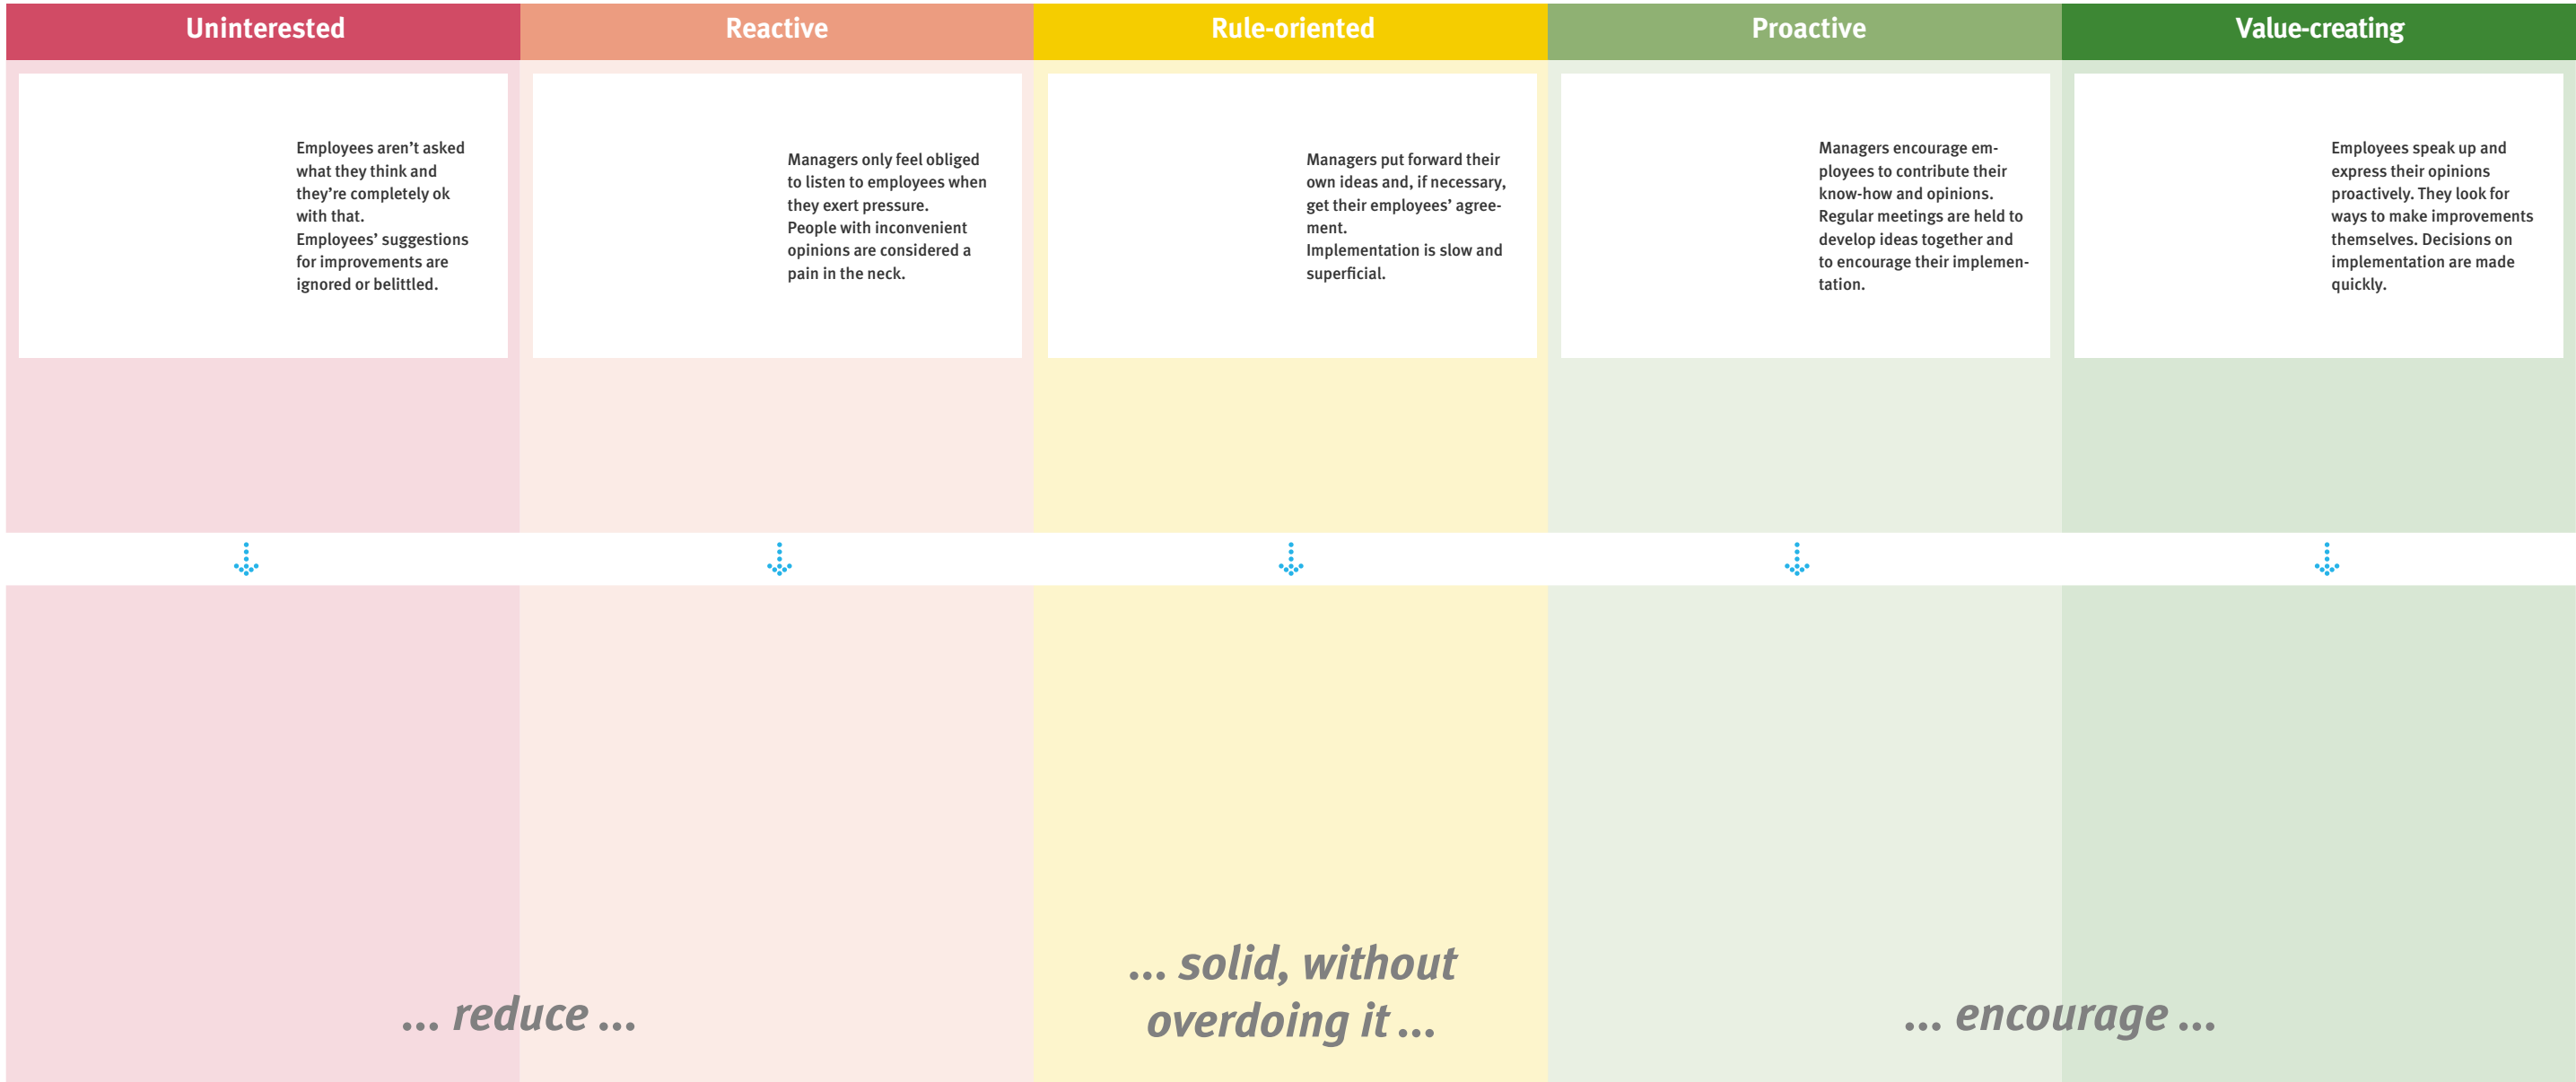 Uninterested
Reactive
Rule-oriented
Proactive
Value-creating
Employees aren’t asked
what they think and
they’re completely ok
with that.
Employees’ suggestions
for improvements are
ignored or belittled.
Managers only feel obliged
to listen to employees when
they exert pressure.
People with inconvenient
opinions are considered a
pain in the neck.
Managers put forward their
own ideas and, if necessary,
get their employees’ agree-
ment.
Implementation is slow and
superficial.
Managers encourage em-
ployees to contribute their
know-how and opinions.
Regular meetings are held to
develop ideas together and
to encourage their implemen-
tation.
Employees speak up and
express their opinions
proactively. They look for
ways to make improvements
themselves. Decisions on
implementation are made
quickly.
... reduce ...
... solid, without
overdoing it ...
... encourage ...